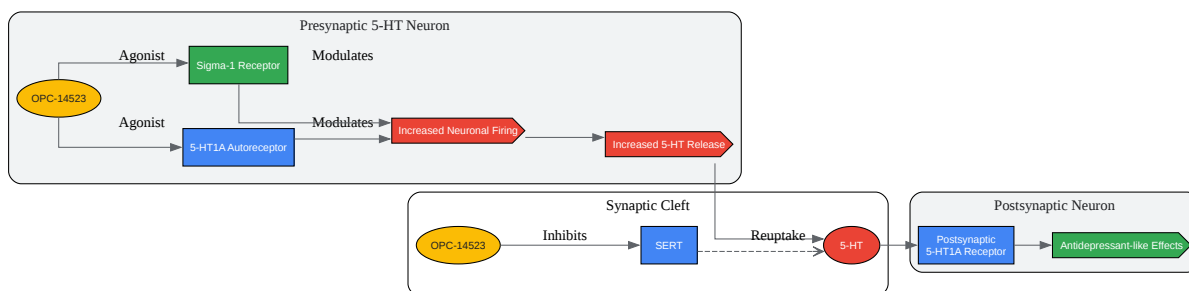 Presynaptic 5-HT Neuron
Agonist
Modulates
Sigma-1 Receptor
OPC-14523
Agonist
Modulates
Increased Neuronal Firing
5-HT1A Autoreceptor
Increased 5-HT Release
Synaptic Cleft
OPC-14523
Inhibits
SERT
Reuptake
5-HT
Postsynaptic Neuron
Postsynaptic
5-HT1A Receptor
Antidepressant-like Effects